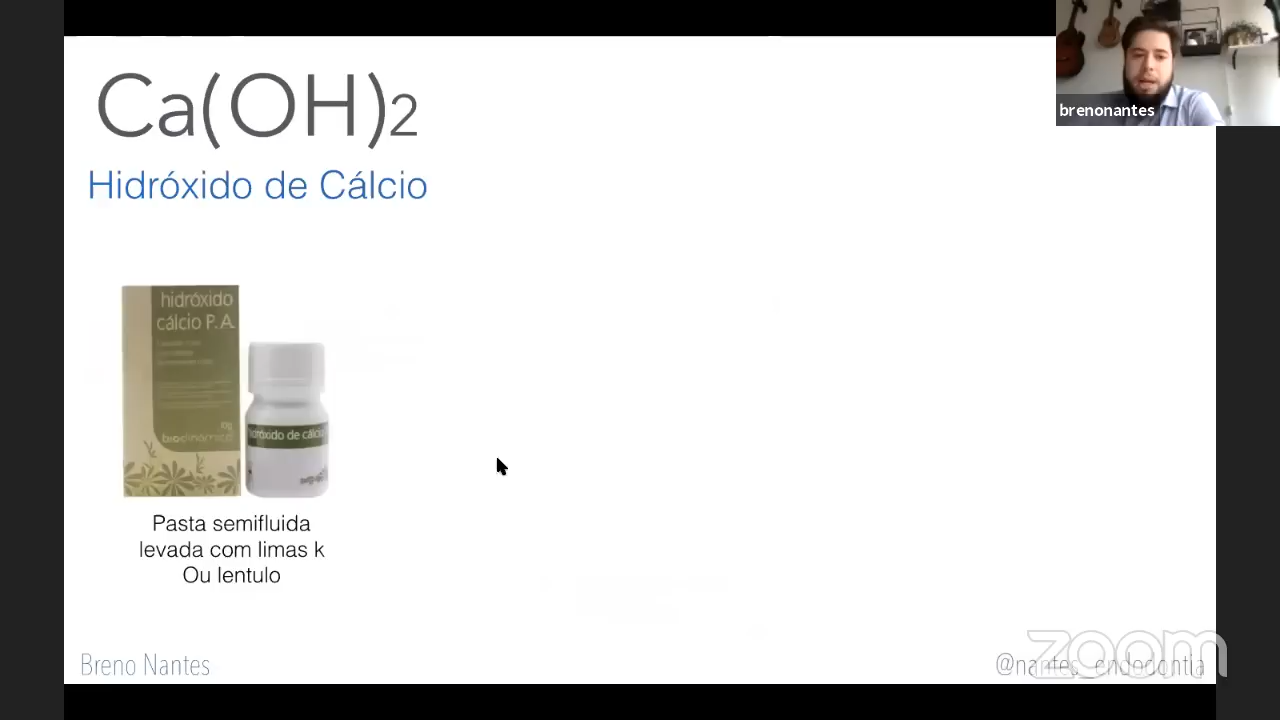 Ca(OH)2
Hidróxido de Cálcio
brenonantes
hidróxido
cálcio P.A.
10g
biodinâmica
hidróxido de cálcio
Pasta semifluida
levada com limas k
Ou lentulo
Breno Nantes
@nantes_endodontia
zoom